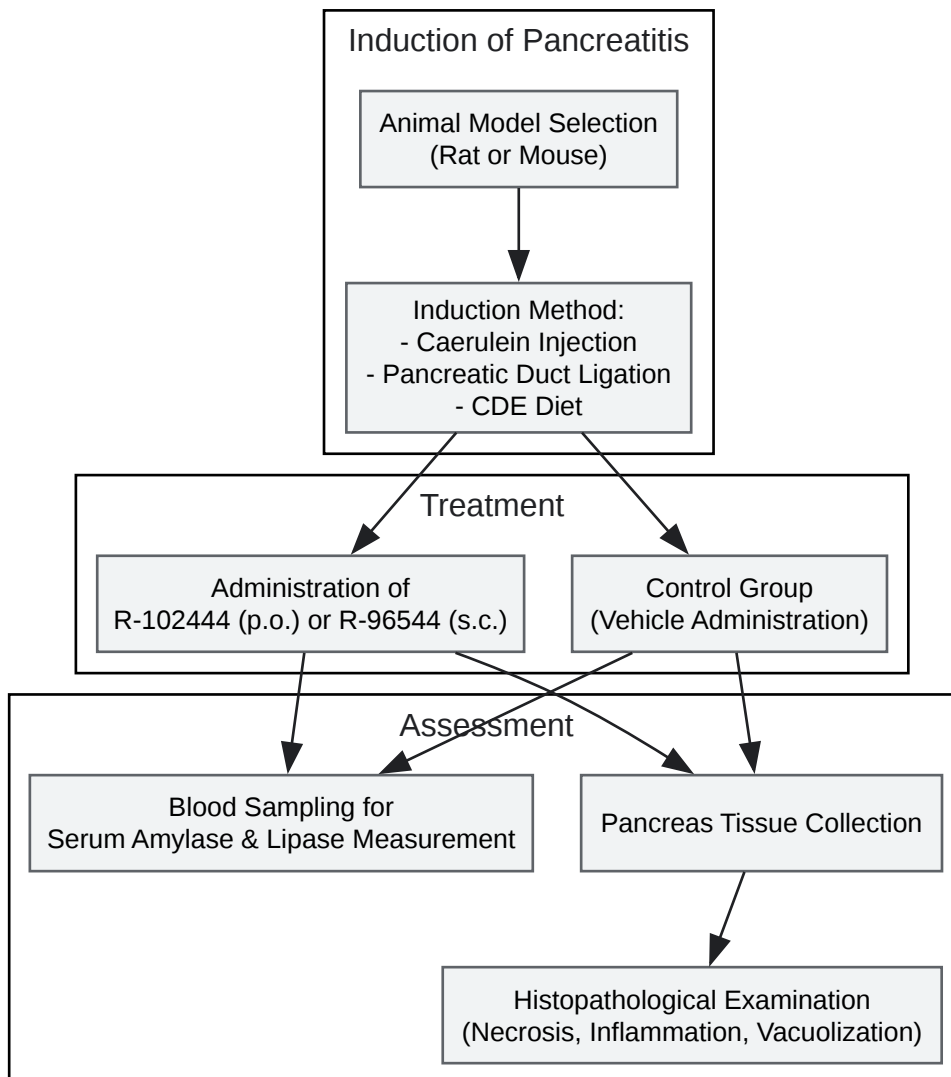 Induction of Pancreatitis
Animal Model Selection
(Rat or Mouse)
Induction Method:
- Caerulein Injection
- Pancreatic Duct Ligation
- CDE Diet
Treatment
Administration of
R-102444 (p.o.) or R-96544 (s.c.)
Control Group
(Vehicle Administration)
Assessment
Blood Sampling for
Serum Amylase & Lipase Measurement
Pancreas Tissue Collection
Histopathological Examination
(Necrosis, Inflammation, Vacuolization)